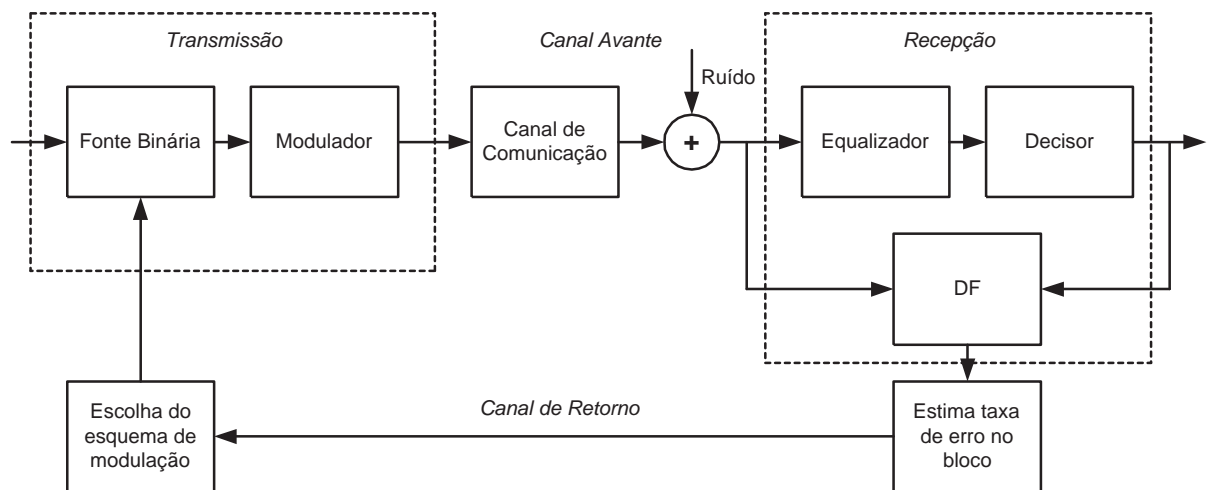 Transmissão
Canal Avante
Recepção
Ruído
Fonte Binária
Modulador
Canal de
Comunicação
+
Equalizador
Decisor
DF
Escolha do
esquema de
modulação
Canal de Retorno
Estima taxa
de erro no
bloco